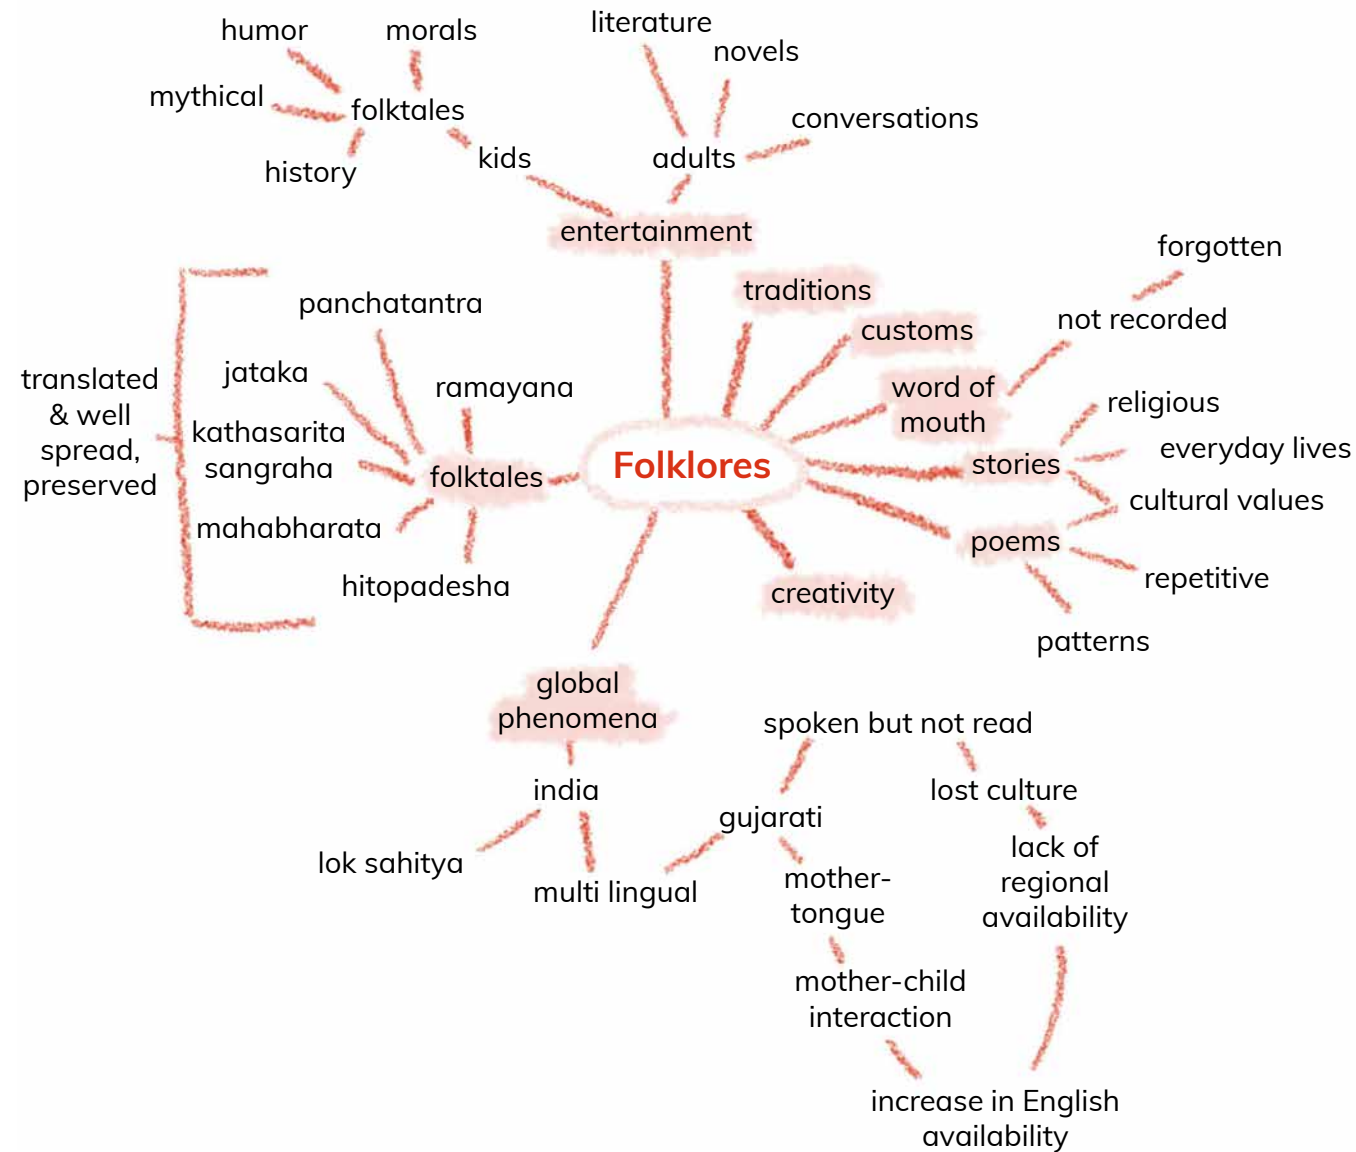 literature
humor
morals
novels
mythical
folktales
conversations
kids
adults
history
entertainment
forgotten
traditions
panchatantra
customs
not recorded
jataka
ramayana
word of
mouth
translated
& well
spread,
preserved
religious
kathasarita
sangraha
everyday lives
Folklores
stories
folktales
cultural values
mahabharata
poems
hitopadesha
repetitive
creativity
patterns
global
phenomena
spoken but not read
india
lost culture
gujarati
lok sahitya
multi lingual
lack of
regional
availability
mother-
tongue
mother-child
interaction
increase in English
availability